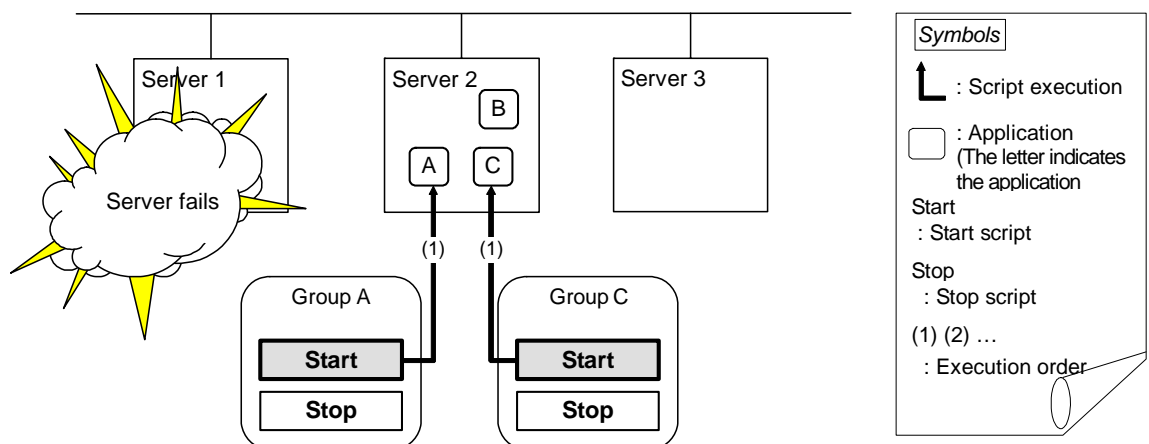 Server 1
Server 2
Server 3
B
A
C
Server fails
(1)
(1)
Group A
Group C
Start
Start
Stop
Stop
Symbols
: Script execution
: Application
(The letter indicates
the application
Start
: Start script
Stop
: Stop script
(1) (2) …
: Execution order